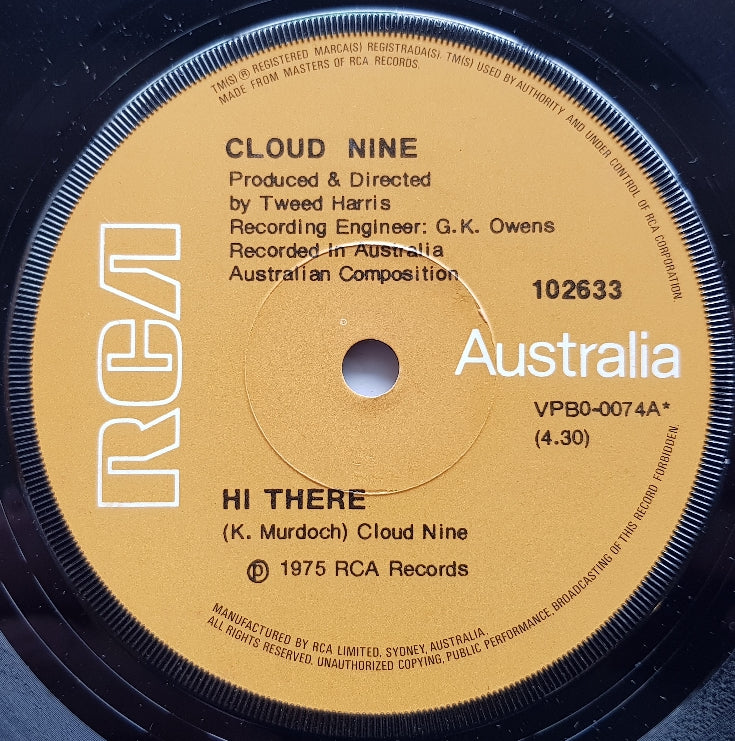 TM(S) ® REGISTERED MARCA(S) REGISTRADA(S). TM(S) USED BY AUTHORITY AND UNDER CONTROL OF RCA CORPORATION.
MADE FROM MASTERS OF RCA RECORDS.
CLOUD NINE
Produced & Directed
by Tweed Harris
Recording Engineer: G.K. Owens
Recorded In Australia
Australian Composition
RCA
102633
Australia
VPB0-0074A*
(4.30)
HI THERE
(K. Murdoch) Cloud Nine
℗ 1975 RCA Records
MANUFACTURED BY RCA LIMITED, SYDNEY, AUSTRALIA.
ALL RIGHTS RESERVED, UNAUTHORIZED COPYING, PUBLIC PERFORMANCE, BROADCASTING OF THIS RECORD FORBIDDEN.